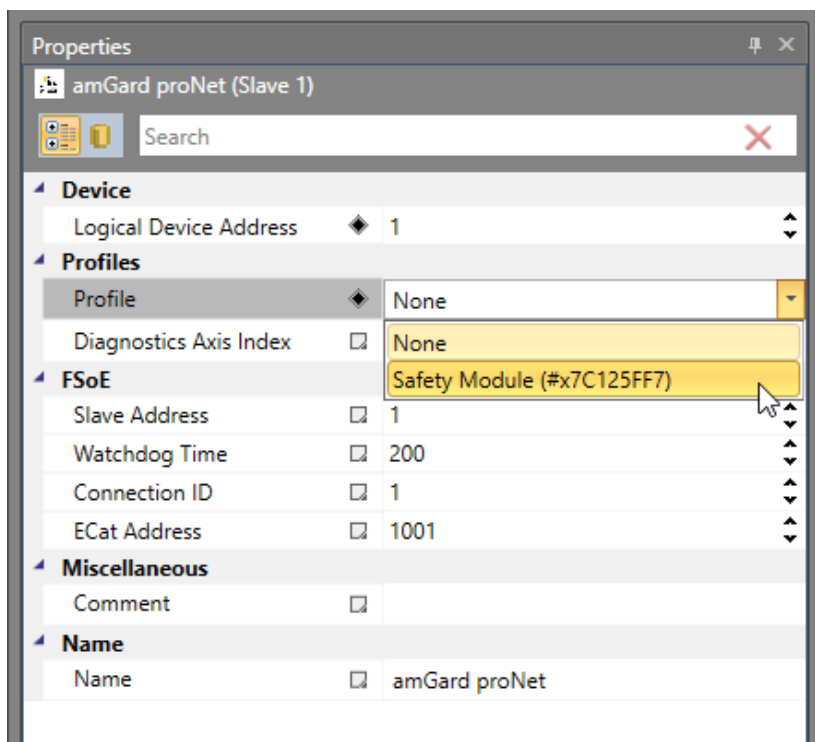 Properties
amGard proNet (Slave 1)
Search
Device
Logical Device Address 1
Profiles
Profile None
Diagnostics Axis Index None
FSoE Safety Module (#x7C125FF7)
Slave Address 1
Watchdog Time 200
Connection ID 1
ECat Address 1001
Miscellaneous
Comment
Name
Name amGard proNet